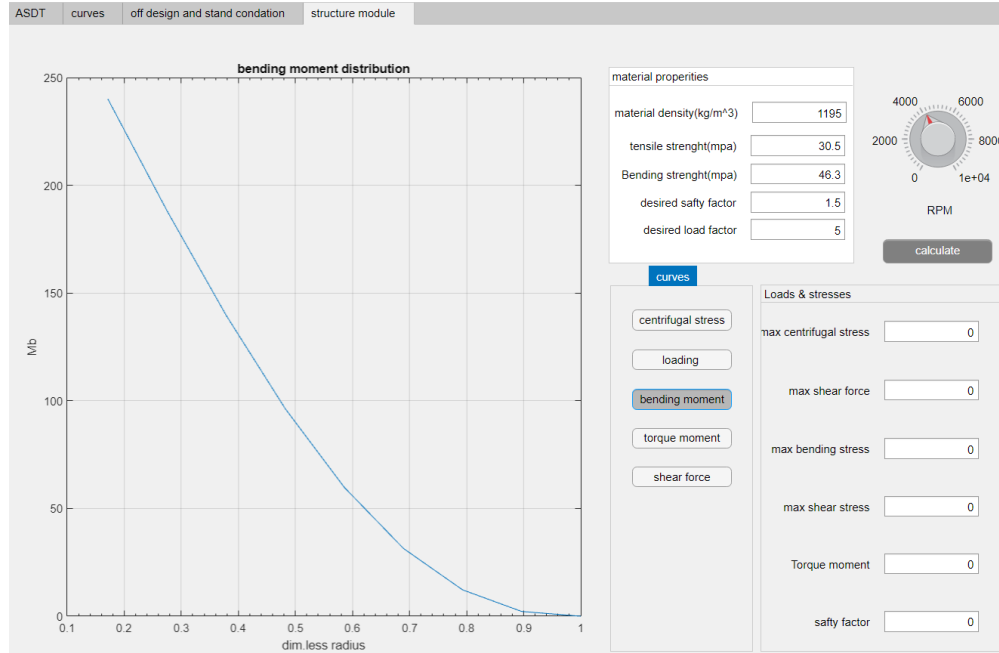 ASDT curves off design and stand condation structure module
bending moment distribution
250
200
150
100
50
0
Mb
0.1 0.2 0.3 0.4 0.5 0.6 0.7 0.8 0.9 1
dim.less radius
material properities
material density(kg/m^3) 1195
tensile strenght(mpa) 30.5
Bending strenght(mpa) 46.3
desired safty factor 1.5
desired load factor 5
4000 6000
2000 8000
0 1e+04
RPM
calculate
curves
centrifugal stress
loading
bending moment
torque moment
shear force
Loads & stresses
max centrifugal stress 0
max shear force 0
max bending stress 0
max shear stress 0
Torque moment 0
safty factor 0